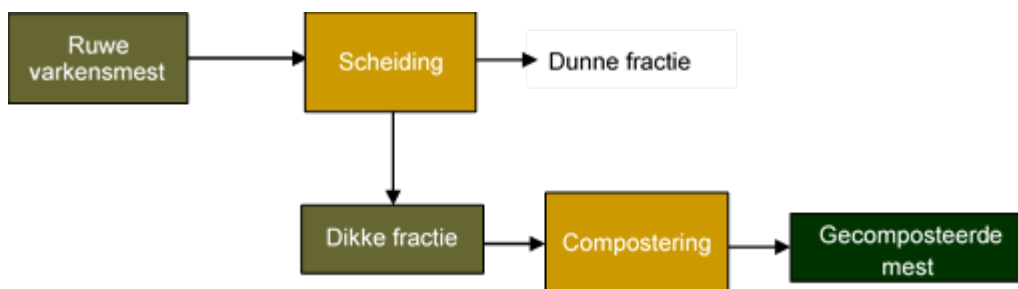 Ruwe
varkensmest
Scheiding
Dunne fractie
Dikke fractie
Compostering
Gecomposteerde
mest